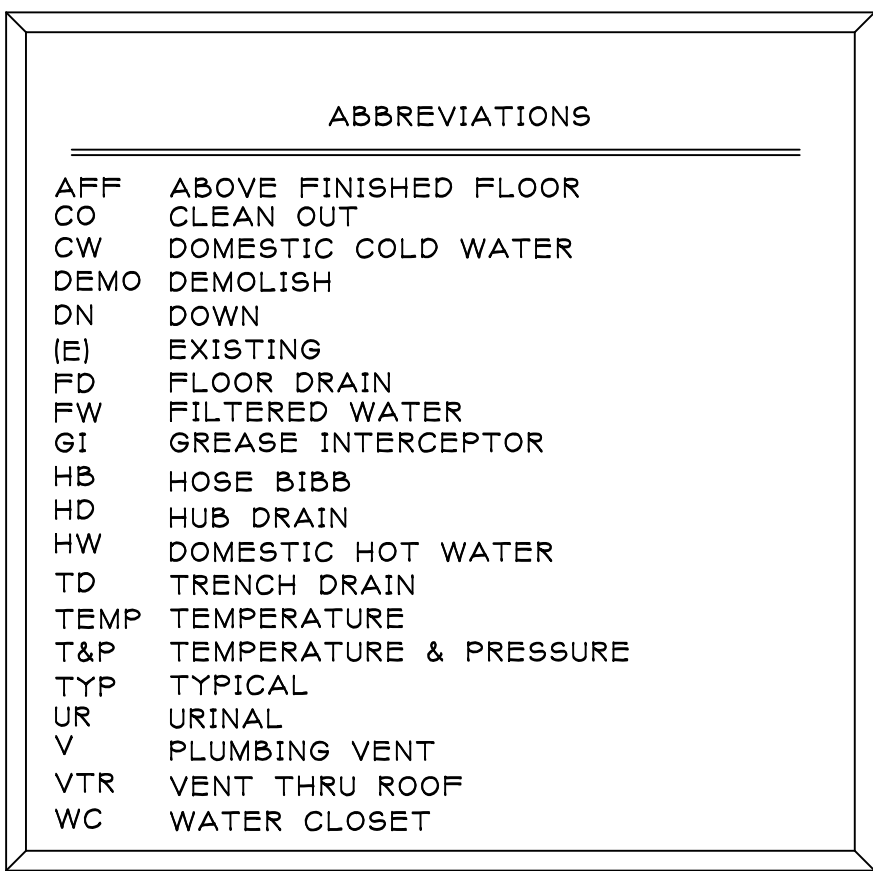 ABBREVIATIONS
AFF ABOVE FINISHED FLOOR
CO CLEAN OUT
CW DOMESTIC COLD WATER
DEMO DEMOLISH
DN DOWN
(E) EXISTING
FD FLOOR DRAIN
FW FILTERED WATER
GI GREASE INTERCEPTOR
HB HOSE BIBB
HD HUB DRAIN
HW DOMESTIC HOT WATER
TD TRENCH DRAIN
TEMP TEMPERATURE
T&P TEMPERATURE & PRESSURE
TYP TYPICAL
UR URINAL
V PLUMBING VENT
VTR VENT THRU ROOF
WC WATER CLOSET